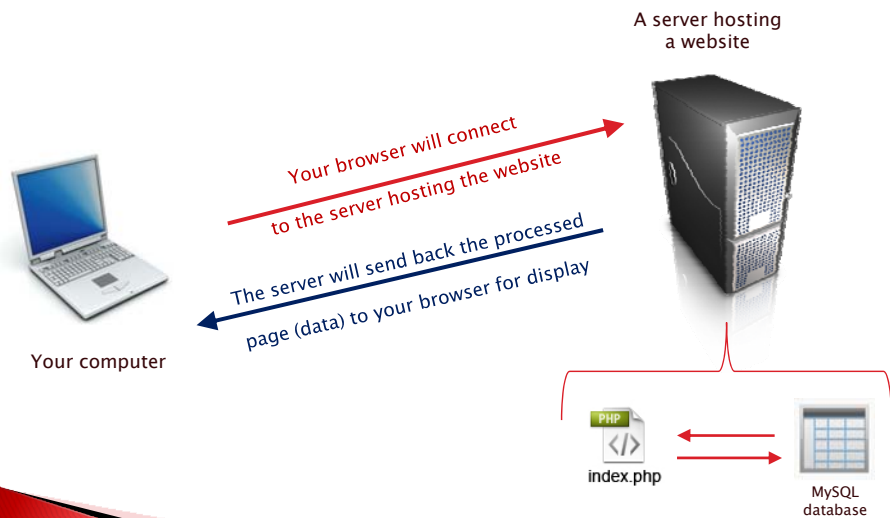 A server hosting
a website
Your browser will connect
to the server hosting the website
The server will send back the processed
page (data) to your browser for display
Your computer
PHP
</>
index.php
MySQL
database